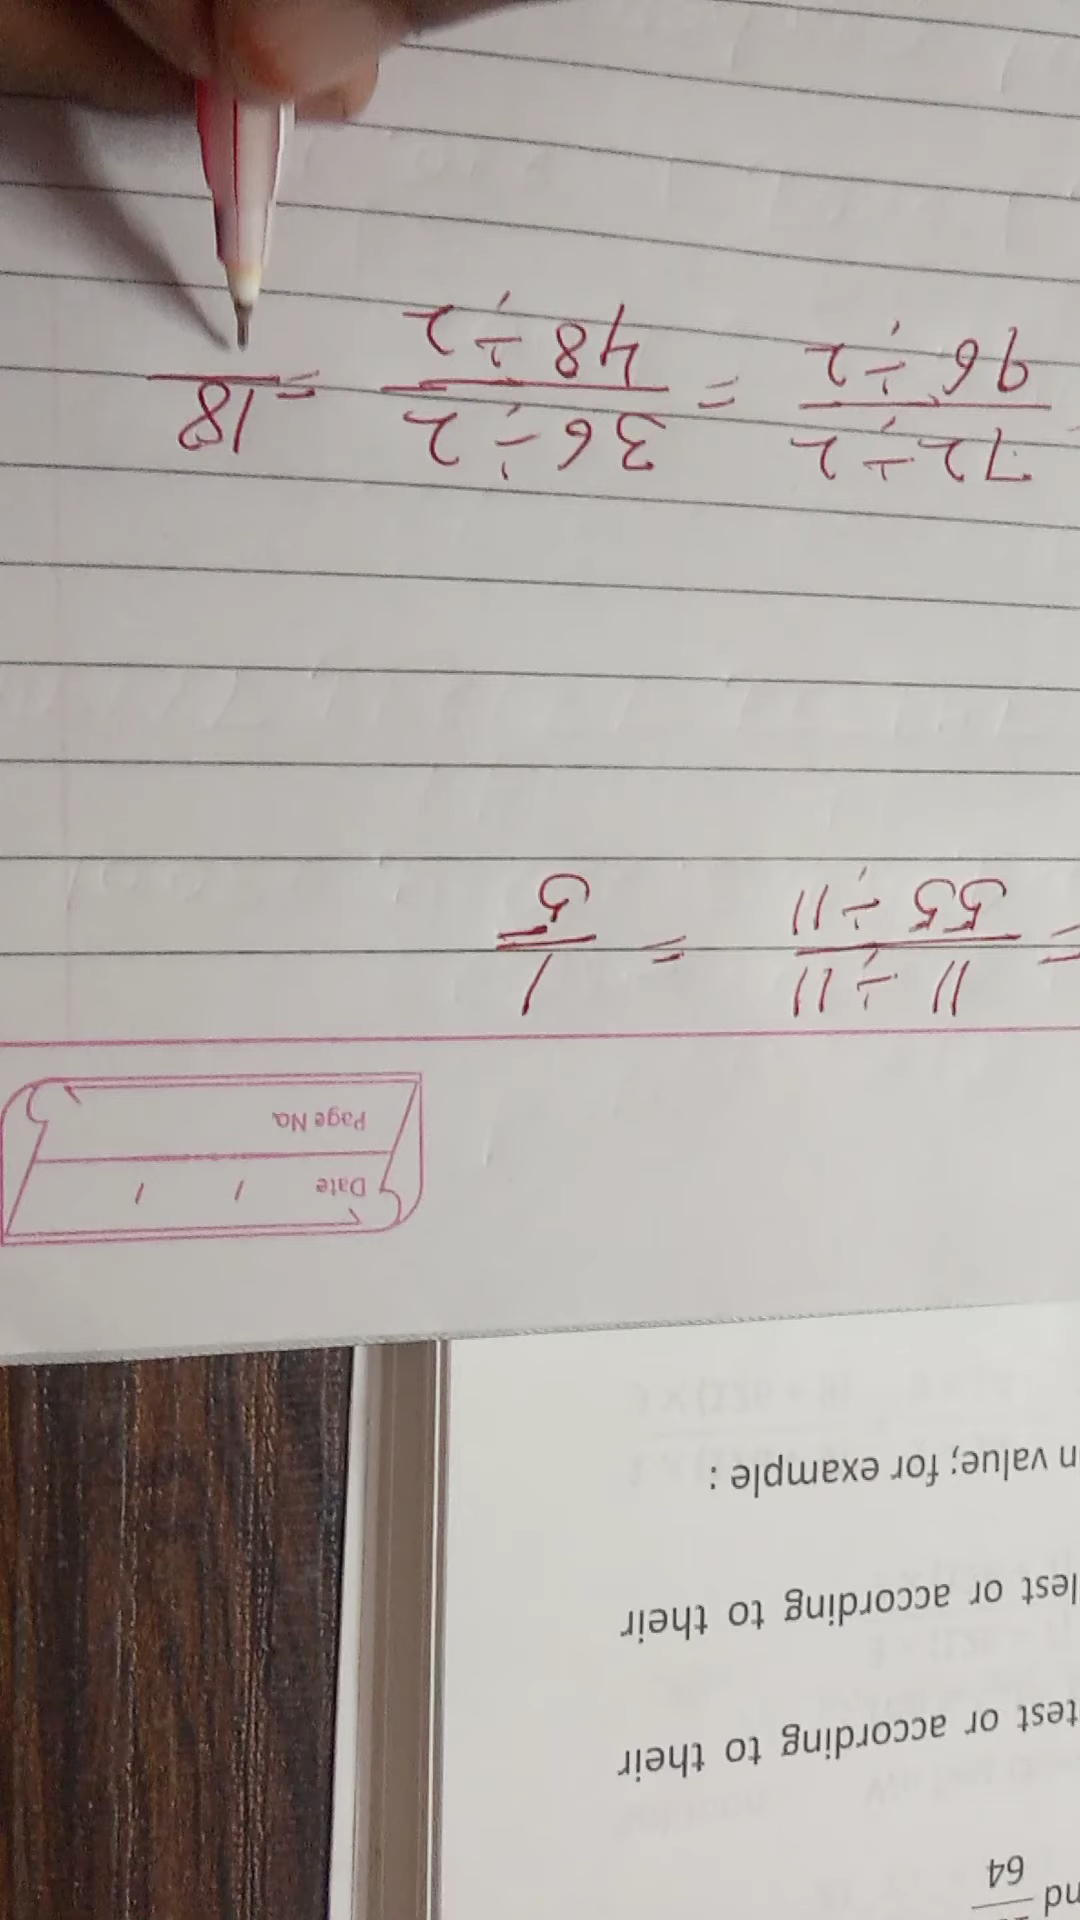 nd 64
test or according to their
lest or according to their
n value; for example :
Date / /
Page No.
= 11 ÷ 11 / 55 ÷ 11 = 1 / 5
72 ÷ 2 / 96 ÷ 2 = 36 ÷ 2 / 48 ÷ 2 = 18